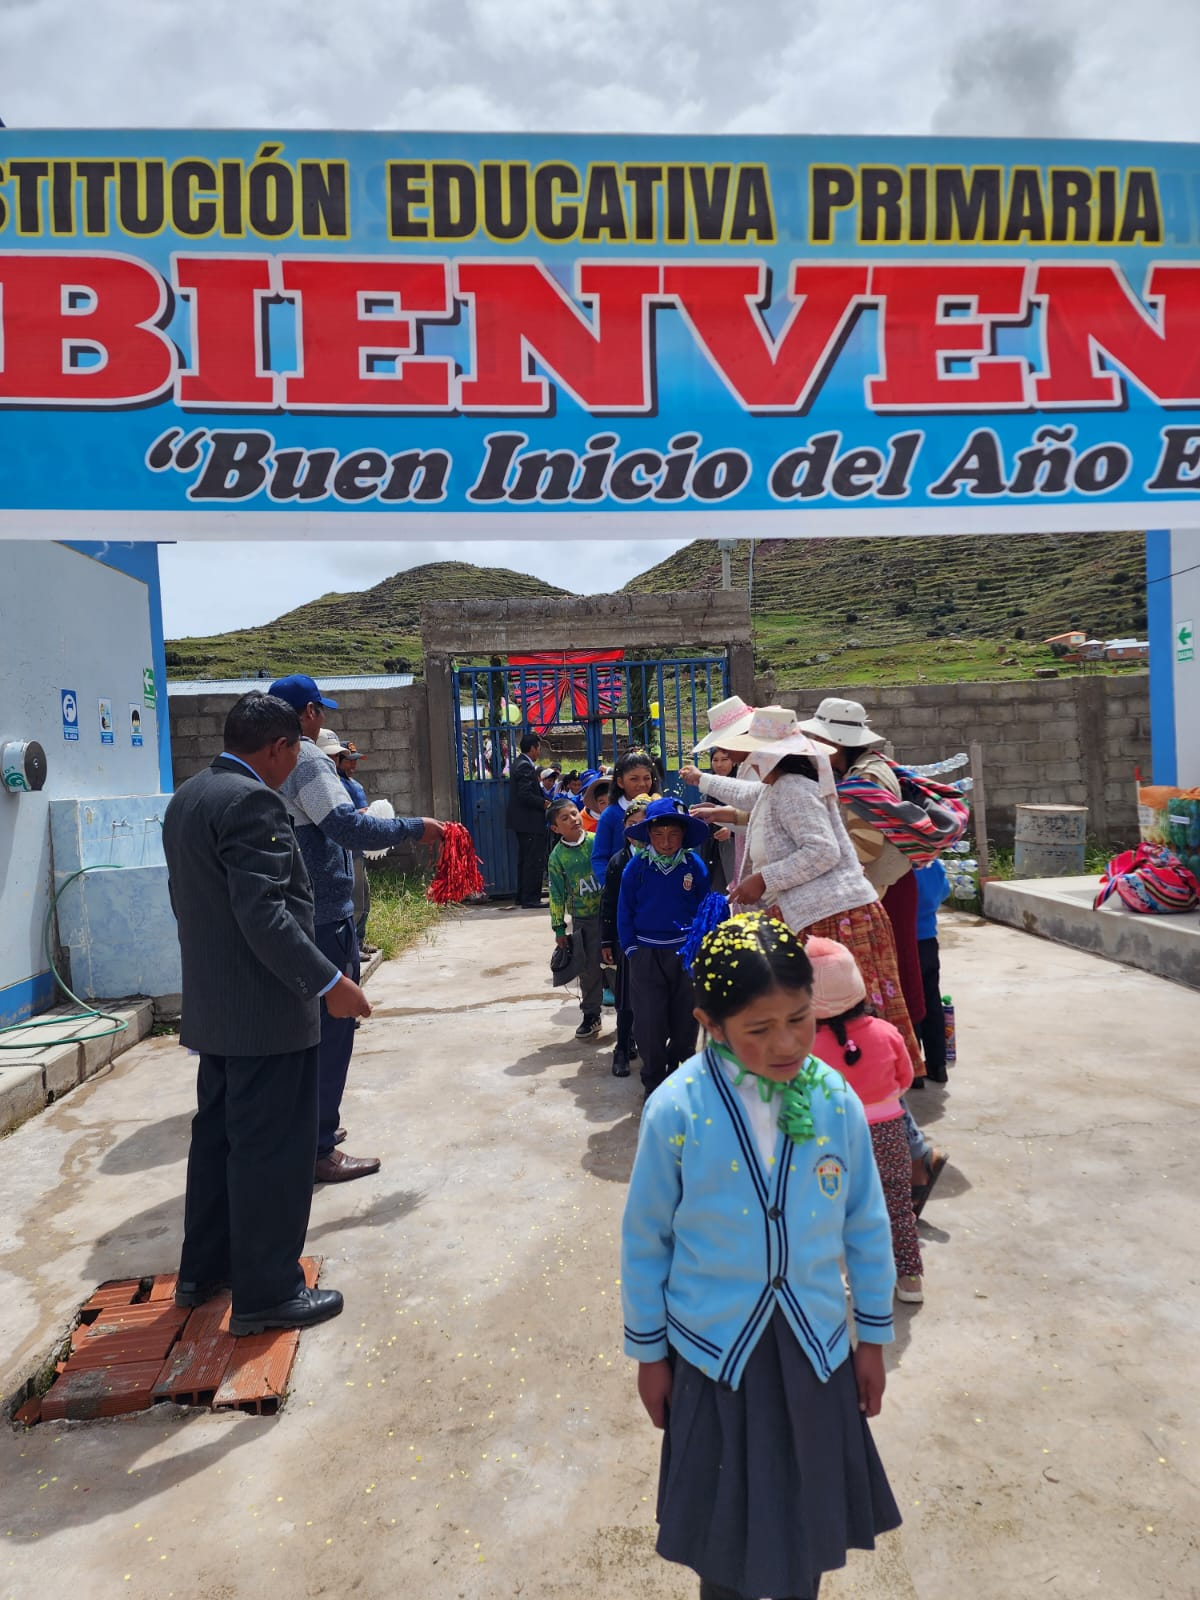 STITUCIÓN EDUCATIVA PRIMARIA
BIENVEN
“Buen Inicio del Año E